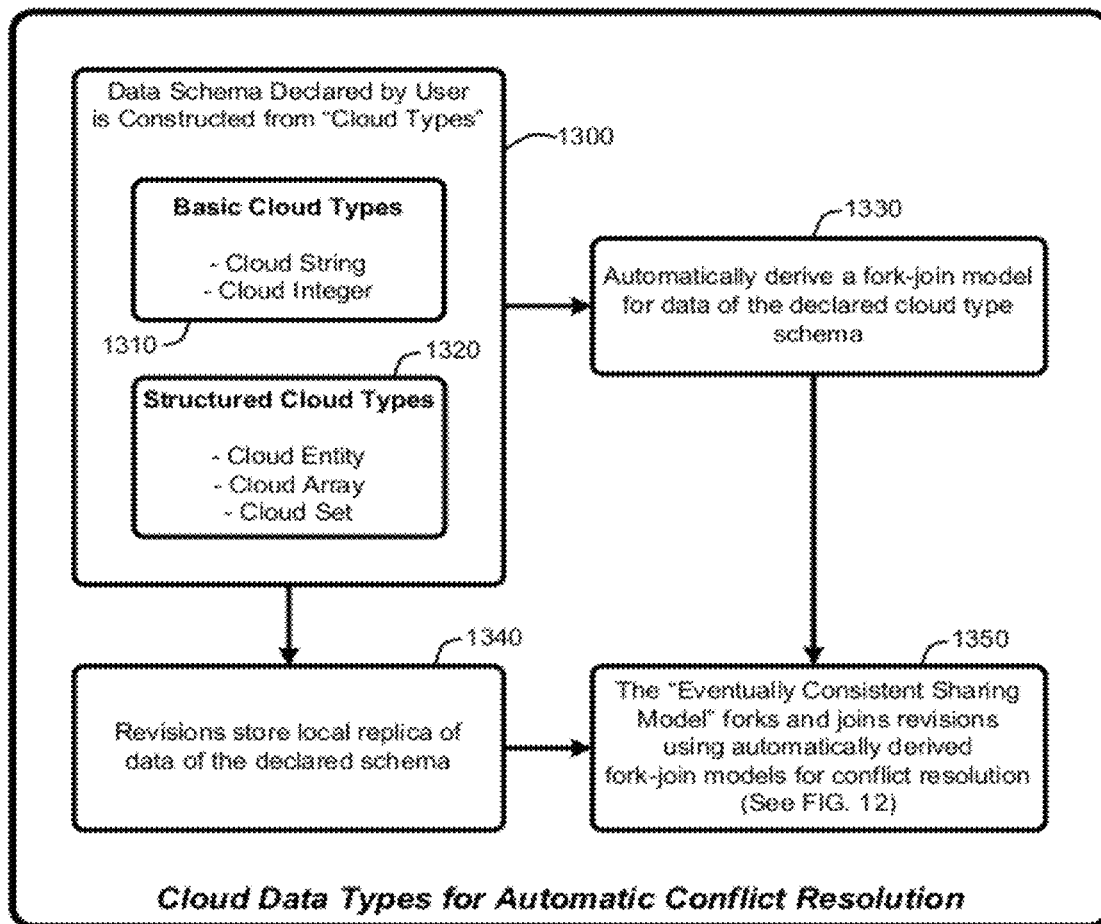 Data Schema Declared by User
is Constructed from "Cloud Types"
1300
Basic Cloud Types
- Cloud String
- Cloud Integer
1310
1320
Structured Cloud Types
- Cloud Entity
- Cloud Array
- Cloud Set
1330
Automatically derive a fork-join model
for data of the declared cloud type
schema
1340
Revisions store local replica of
data of the declared schema
1350
The "Eventually Consistent Sharing
Model" forks and joins revisions
using automatically derived
fork-join models for conflict resolution
(See FIG. 12)
Cloud Data Types for Automatic Conflict Resolution